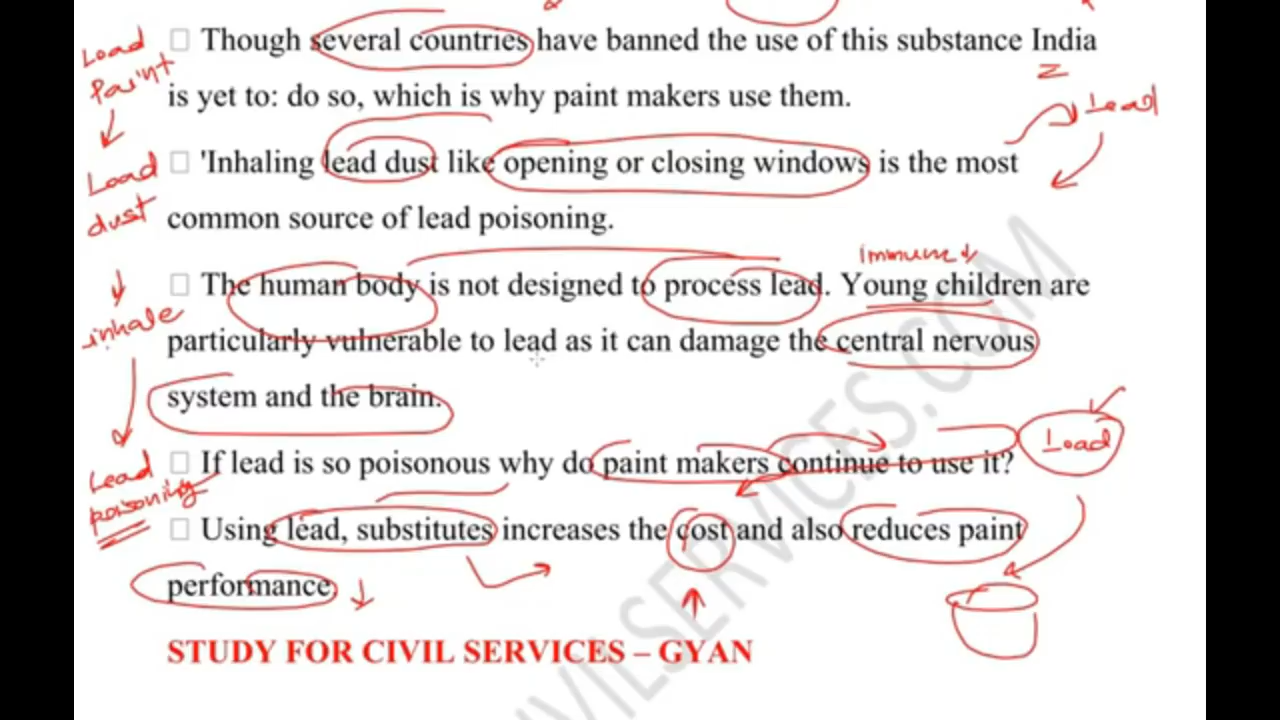 Though several countries have banned the use of this substance India
is yet to: do so, which is why paint makers use them.
'Inhaling lead dust like opening or closing windows is the most
common source of lead poisoning.
The human body is not designed to process lead. Young children are
particularly vulnerable to lead as it can damage the central nervous
system and the brain.
If lead is so poisonous why do paint makers continue to use it?
Using lead, substitutes increases the cost and also reduces paint
performance.
STUDY FOR CIVIL SERVICES – GYAN
Lead
Paint
Lead
dust
inhale
Lead
poisoning
Lead
immune
Lead
CIVILSERVICES.COM